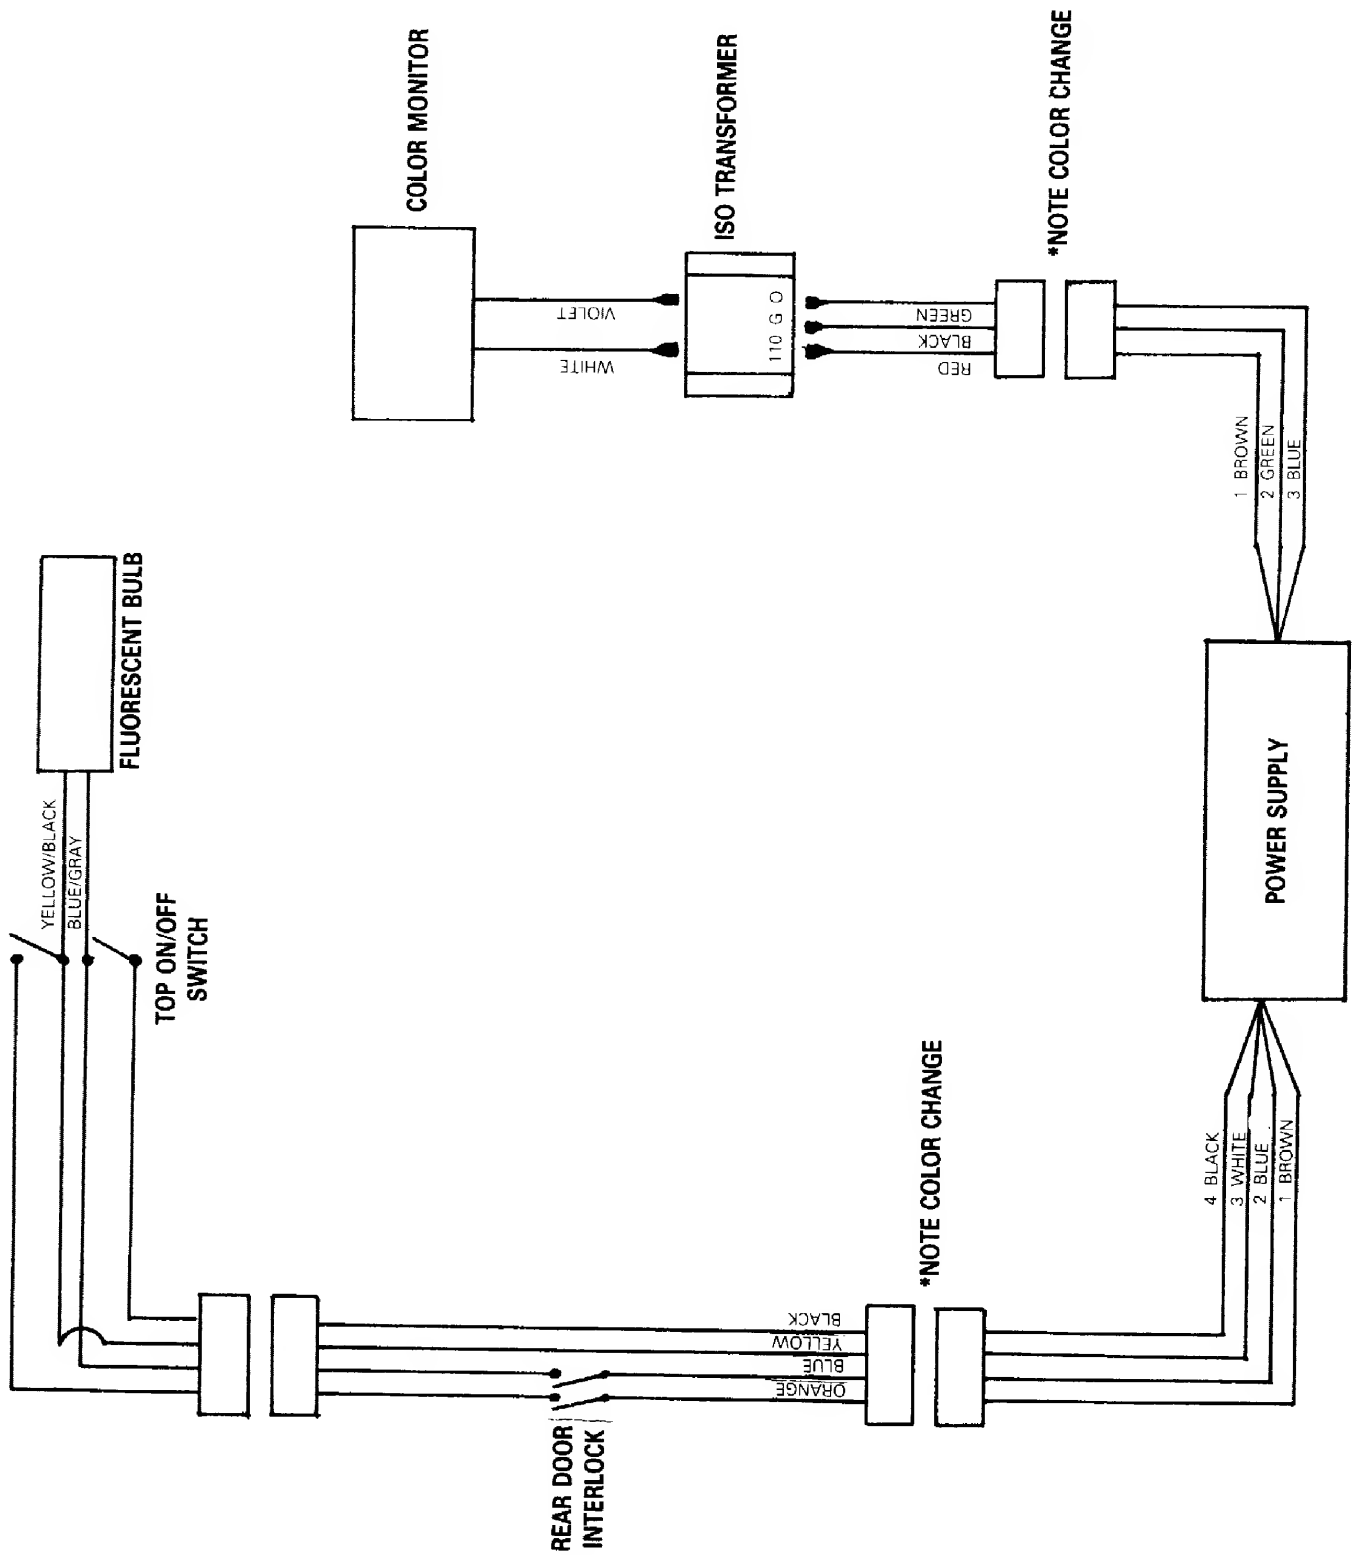 COLOR MONITOR
VIOLET
WHITE
ISO TRANSFORMER
110 G O
GREEN
BLACK
RED
*NOTE COLOR CHANGE
1 BROWN
2 GREEN
3 BLUE
FLUORESCENT BULB
YELLOW/BLACK
BLUE/GRAY
TOP ON/OFF
SWITCH
POWER SUPPLY
4 BLACK
3 WHITE
2 BLUE
1 BROWN
*NOTE COLOR CHANGE
BLACK
YELLOW
BLUE
ORANGE
REAR DOOR
INTERLOCK